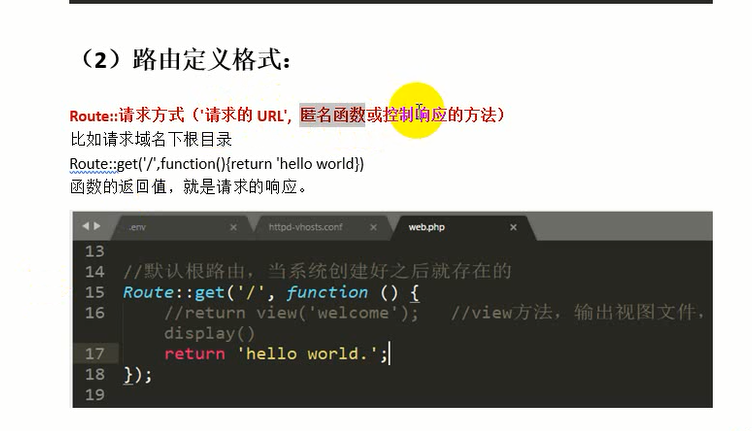 （2）路由定义格式：
Route::请求方式（'请求的 URL', 匿名函数或控制响应的方法）
比如请求域名下根目录
Route::get('/',function(){return 'hello world})
函数的返回值，就是请求的响应。
.env × httpd-vhosts.conf × web.php ×
13
14 //默认根路由，当系统创建好之后就存在的
15 Route::get('/', function () {
16 //return view('welcome'); //view方法，输出视图文件，
display()
17 return 'hello world.';
18 });
19